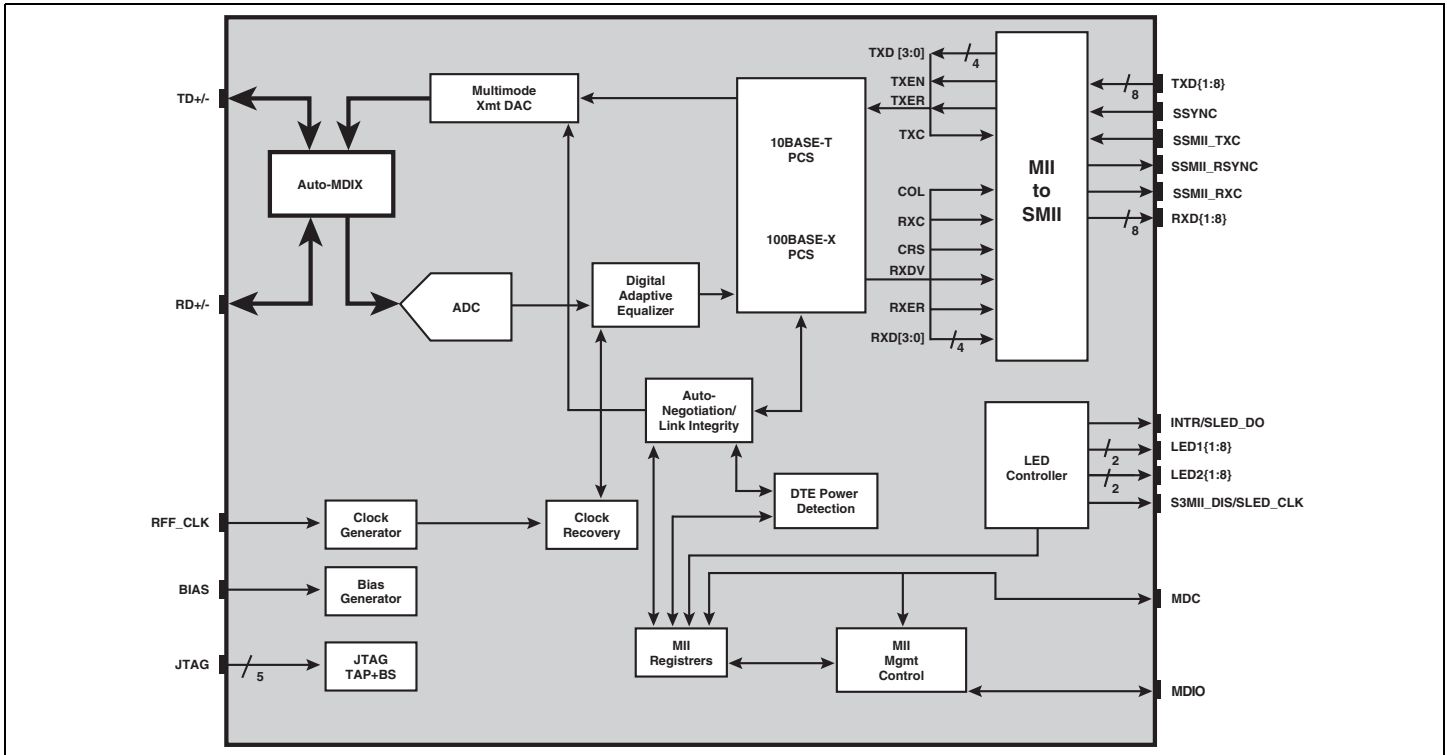 TD+/-
RD+/-
RFF_CLK
BIAS
JTAG
5
Multimode
Xmt DAC
Auto-MDIX
ADC
Digital
Adaptive
Equalizer
10BASE-T
PCS
100BASE-X
PCS
Auto-
Negotiation/
Link Integrity
DTE Power
Detection
Clock
Generator
Clock
Recovery
Bias
Generator
JTAG
TAP+BS
MII
Registrers
MII
Mgmt
Control
TXD [3:0]
4
TXEN
TXER
TXC
COL
RXC
CRS
RXDV
RXER
RXD[3:0]
4
MII
to
SMII
LED
Controller
TXD{1:8}
8
SSYNC
SSMII_TXC
SSMII_RSYNC
SSMII_RXC
RXD{1:8}
8
INTR/SLED_DO
LED1{1:8}
2
LED2{1:8}
2
S3MII_DIS/SLED_CLK
MDC
MDIO